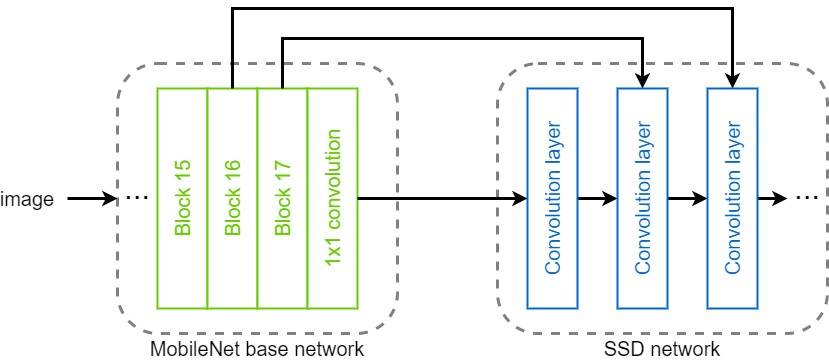 image
...
Block 15
Block 16
Block 17
1x1 convolution
Convolution layer
Convolution layer
Convolution layer
...
MobileNet base network
SSD network